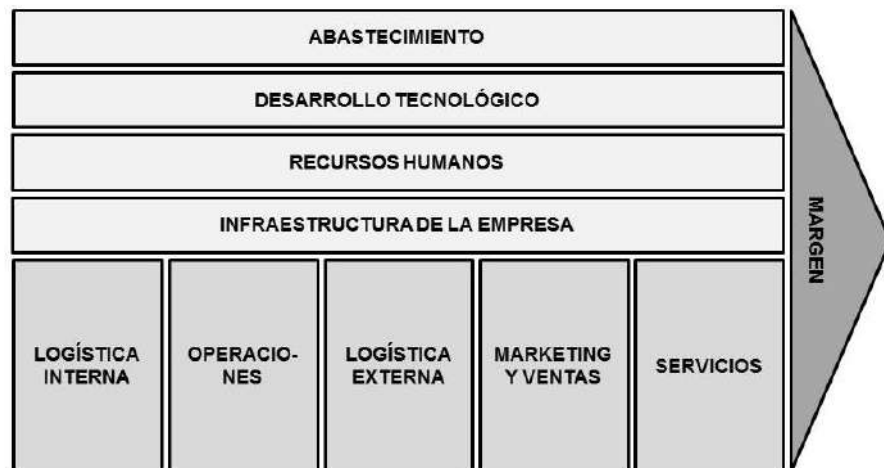 ABASTECIMIENTO
DESARROLLO TECNOLÓGICO
RECURSOS HUMANOS
INFRAESTRUCTURA DE LA EMPRESA
LOGÍSTICA
INTERNA
OPERACIO-
NES
LOGÍSTICA
EXTERNA
MARKETING
Y VENTAS
SERVICIOS
MARGEN